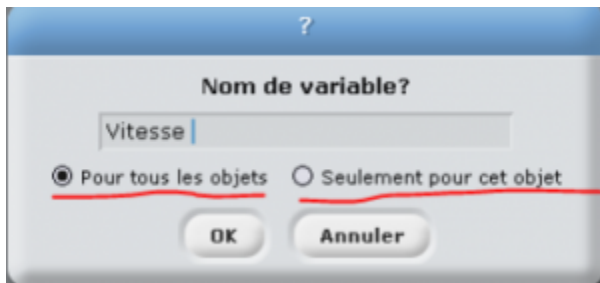 ?
Nom de variable?
Vitesse
Pour tous les objets Seulement pour cet objet
OK Annuler